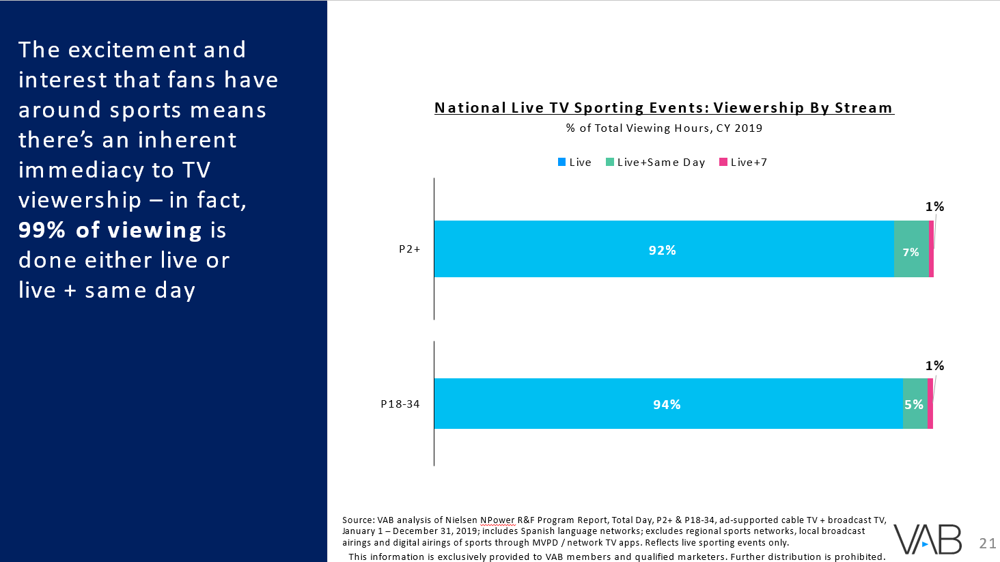 The excitement and
interest that fans have
around sports means
there’s an inherent
immediacy to TV
viewership – in fact,
99% of viewing is
done either live or
live + same day
National Live TV Sporting Events: Viewership By Stream
% of Total Viewing Hours, CY 2019
Live Live+Same Day Live+7
1%
P2+ 92% 7%
1%
P18-34 94% 5%
Source: VAB analysis of Nielsen NPower R&F Program Report, Total Day, P2+ & P18-34, ad-supported cable TV + broadcast TV,
January 1 – December 31, 2019; includes Spanish language networks; excludes regional sports networks, local broadcast
airings and digital airings of sports through MVPD / network TV apps. Reflects live sporting events only.
This information is exclusively provided to VAB members and qualified marketers. Further distribution is prohibited.
VAB
21